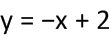 y = −x + 2